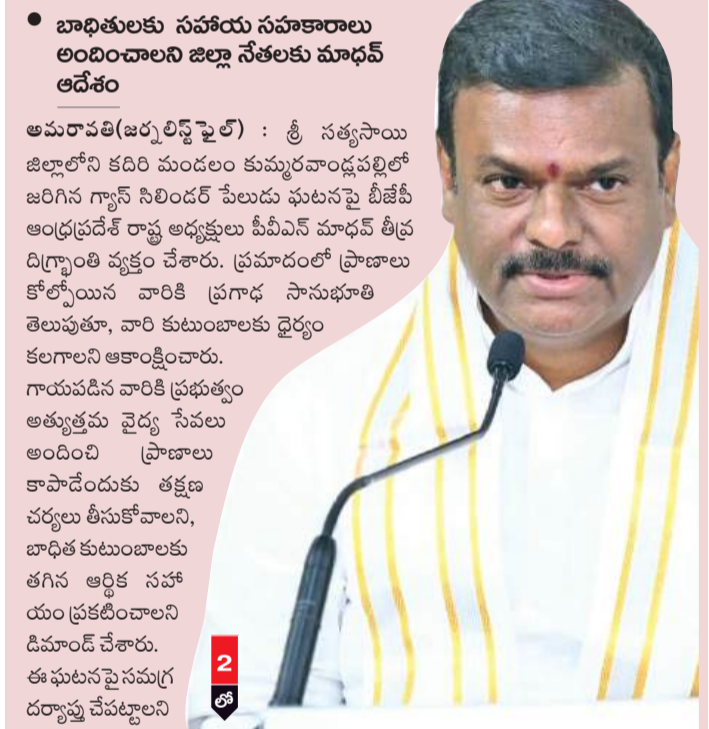 • బాధితులకు సహాయ సహకారాలు
అందించాలని జిల్లా నేతలకు మాధవ్
ఆదేశం
అమరావతి(జర్నలిస్ట్ ఫైల్) : శ్రీ సత్యసాయి
జిల్లాలోని కదిరి మండలం కుమ్మరవాండ్లపల్లిలో
జరిగిన గ్యాస్ సిలిండర్ పేలుడు ఘటనపై బీజేపీ
ఆంధ్రప్రదేశ్ రాష్ట్ర అధ్యక్షులు పీవీఎన్ మాధవ్ తీవ్ర
దిగ్భ్రాంతి వ్యక్తం చేశారు. ప్రమాదంలో ప్రాణాలు
కోల్పోయిన వారికి ప్రగాఢ సానుభూతి
తెలుపుతూ, వారి కుటుంబాలకు ధైర్యం
కలగాలని ఆకాంక్షించారు.
గాయపడిన వారికి ప్రభుత్వం
అత్యుత్తమ వైద్య సేవలు
అందించి ప్రాణాలు
కాపాడేందుకు తక్షణ
చర్యలు తీసుకోవాలని,
బాధిత కుటుంబాలకు
తగిన ఆర్థిక సహా
యం ప్రకటించాలని
డిమాండ్ చేశారు.
ఈ ఘటనపై సమగ్ర
దర్యాప్తు చేపట్టాలని
2
లో